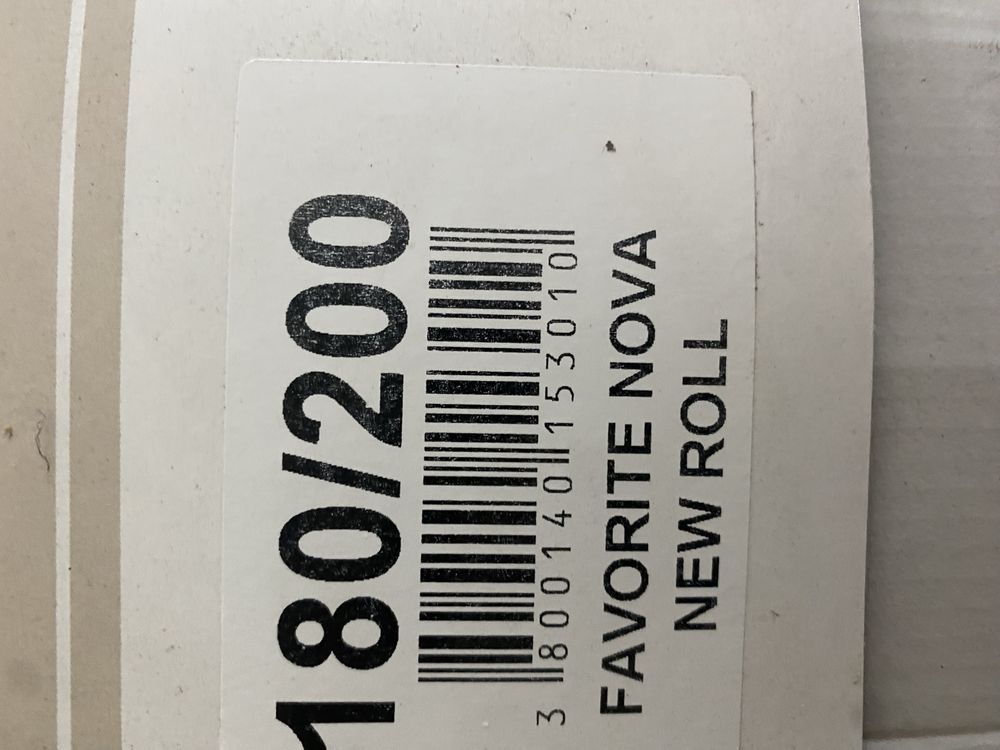 180/200
3 800140 153010
FAVORITE NOVA
NEW ROLL